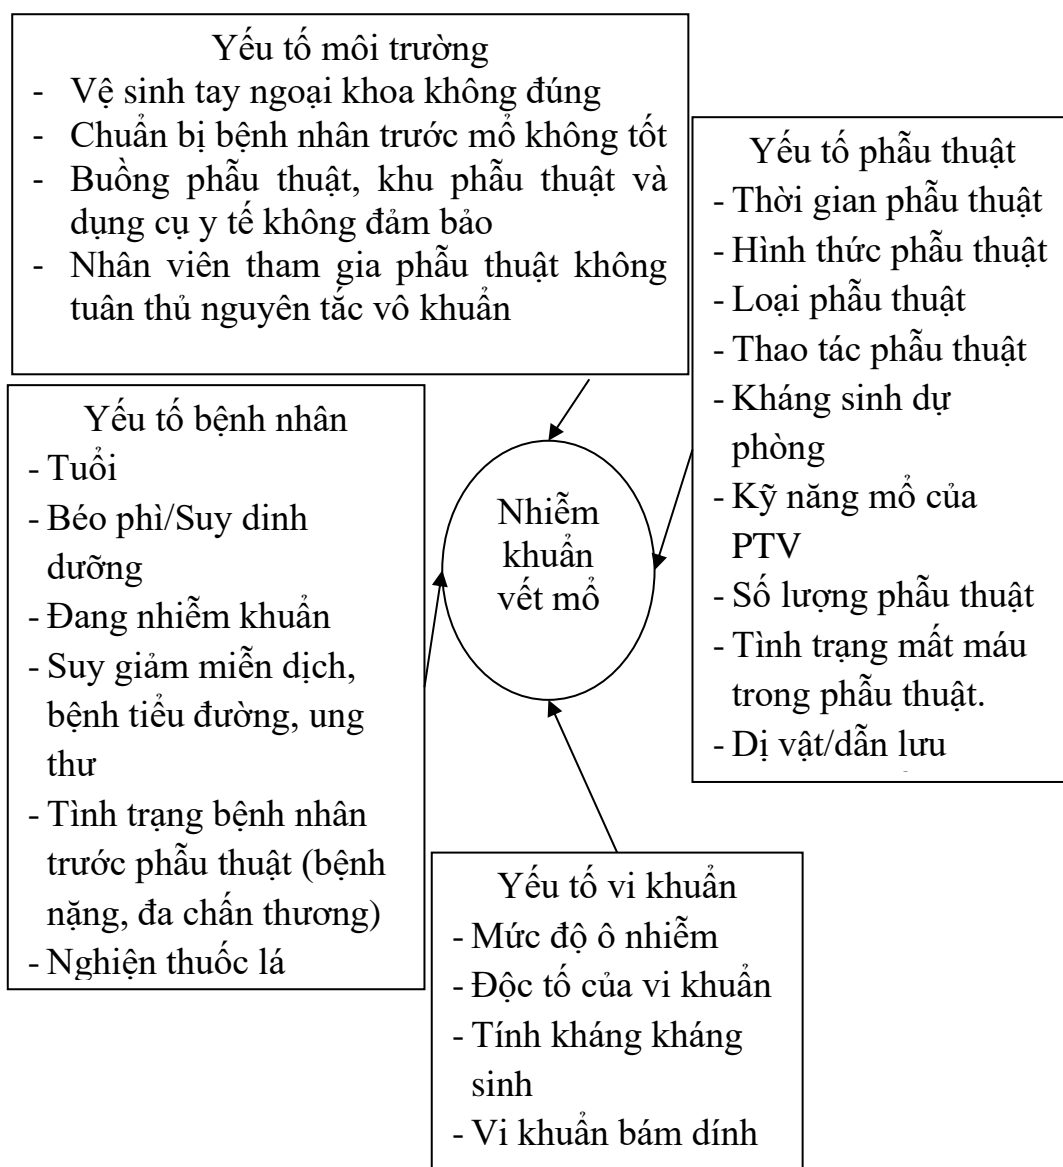 Yếu tố môi trường
- Vệ sinh tay ngoại khoa không đúng
- Chuẩn bị bệnh nhân trước mổ không tốt
- Buồng phẫu thuật, khu phẫu thuật và
dụng cụ y tế không đảm bảo
- Nhân viên tham gia phẫu thuật không
tuân thủ nguyên tắc vô khuẩn
Yếu tố phẫu thuật
- Thời gian phẫu thuật
- Hình thức phẫu thuật
- Loại phẫu thuật
- Thao tác phẫu thuật
- Kháng sinh dự
phòng
- Kỹ năng mổ của
PTV
- Số lượng phẫu thuật
- Tình trạng mất máu
trong phẫu thuật.
- Dị vật/dẫn lưu
Yếu tố bệnh nhân
- Tuổi
- Béo phì/Suy dinh
dưỡng
- Đang nhiễm khuẩn
- Suy giảm miễn dịch,
bệnh tiểu đường, ung
thư
- Tình trạng bệnh nhân
trước phẫu thuật (bệnh
nặng, đa chấn thương)
- Nghiện thuốc lá
Nhiễm
khuẩn
vết mổ
Yếu tố vi khuẩn
- Mức độ ô nhiễm
- Độc tố của vi khuẩn
- Tính kháng kháng
sinh
- Vi khuẩn bám dính